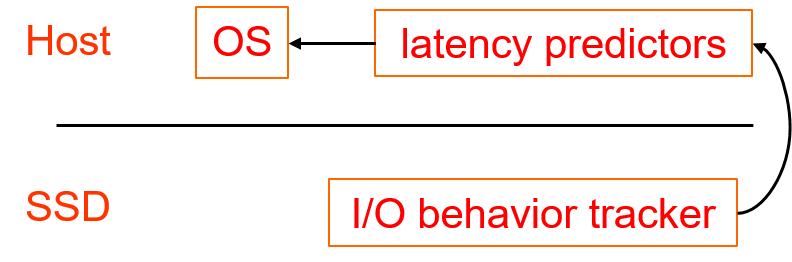 Host
OS
latency predictors
SSD
I/O behavior tracker